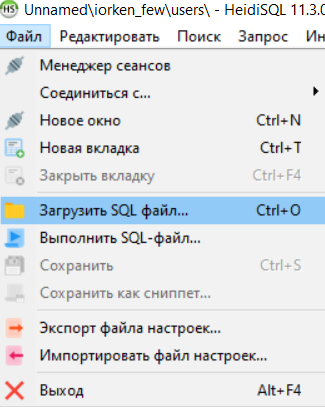 HS Unnamed\iorken_few\users\ - HeidiSQL 11.3.0
Файл Редактировать Поиск Запрос Ин
Менеджер сеансов
Соединиться с...
Новое окно Ctrl+N
Новая вкладка Ctrl+T
Закрыть вкладку Ctrl+F4
Загрузить SQL файл... Ctrl+O
Выполнить SQL-файл...
Сохранить Ctrl+S
Сохранить как сниппет...
Экспорт файла настроек...
Импортировать файл настроек...
Выход Alt+F4